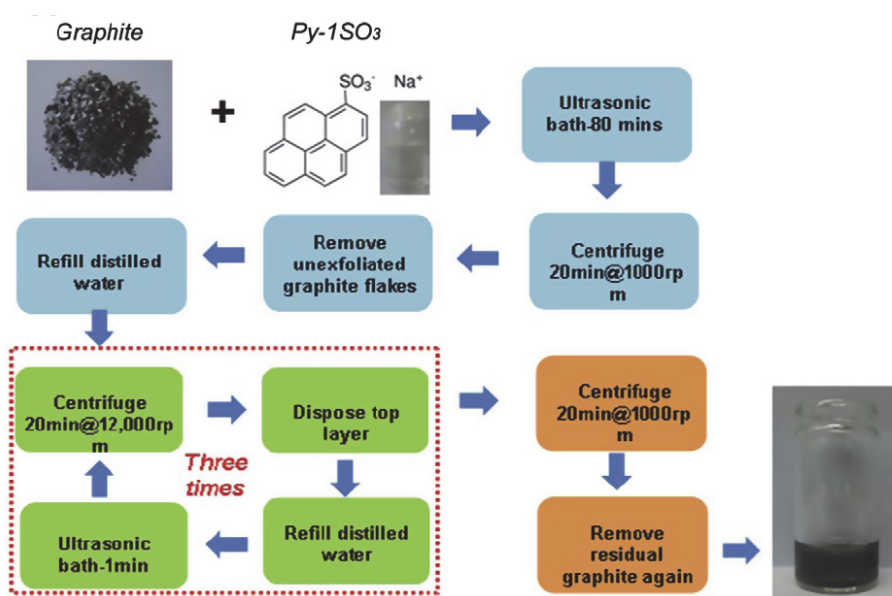 Graphite
Py-1SO3
SO3-
Na+
+
Ultrasonic
bath-80 mins
Centrifuge
20min@1000rp
m
Remove
unexfoliated
graphite flakes
Refill distilled
water
Centrifuge
20min@12,000rp
m
Dispose top
layer
Three
times
Refill distilled
water
Ultrasonic
bath-1min
Centrifuge
20min@1000rp
m
Remove
residual
graphite again